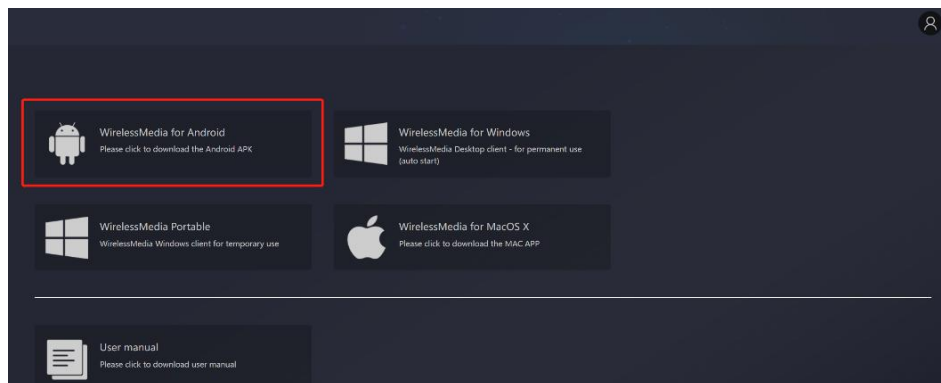 WirelessMedia for Android
Please click to download the Android APK
WirelessMedia for Windows
WirelessMedia Desktop client - for permanent use
(auto start)
WirelessMedia Portable
WirelessMedia Windows client for temporary use
WirelessMedia for MacOS X
Please click to download the MAC APP
User manual
Please click to download user manual